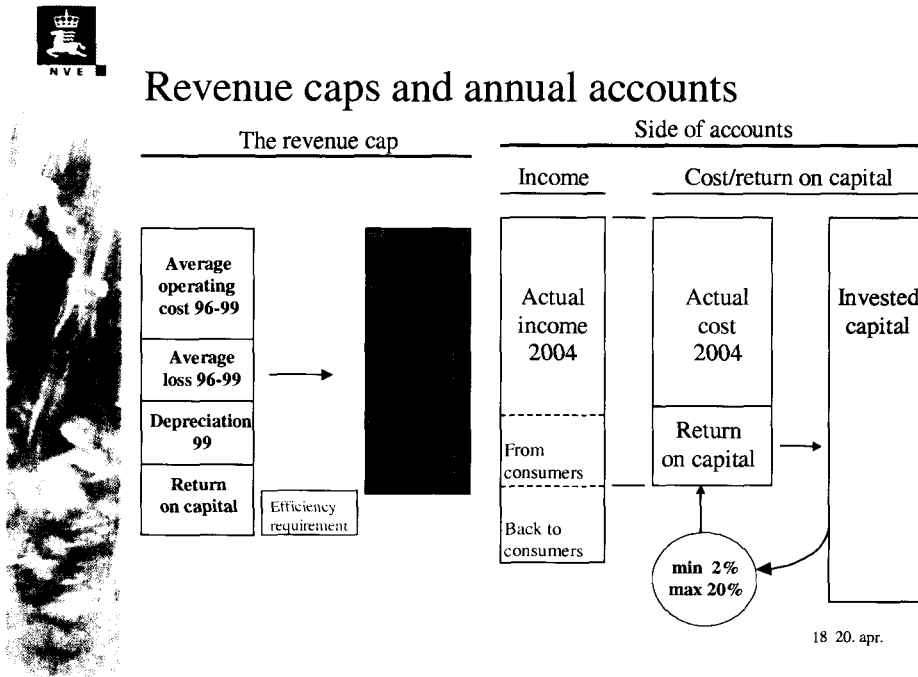 NVE
Revenue caps and annual accounts
The revenue cap
Side of accounts
Income
Cost/return on capital
Average
operating
cost 96-99
Average
loss 96-99
Depreciation
99
Return
on capital
Efficiency
requirement
Actual
income
2004
From
consumers
Back to
consumers
Actual
cost
2004
Return
on capital
min 2%
max 20%
Invested
capital
18 20. apr.